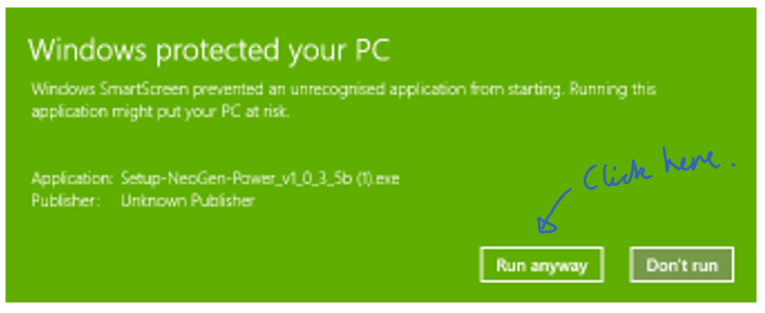 Windows protected your PC
Windows SmartScreen prevented an unrecognised application from starting. Running this
application might put your PC at risk.
Application: Setup-NeoGen-Power_v1_0_3_5b (1).exe
Publisher: Unknown Publisher
Click here.
Run anyway
Don't run